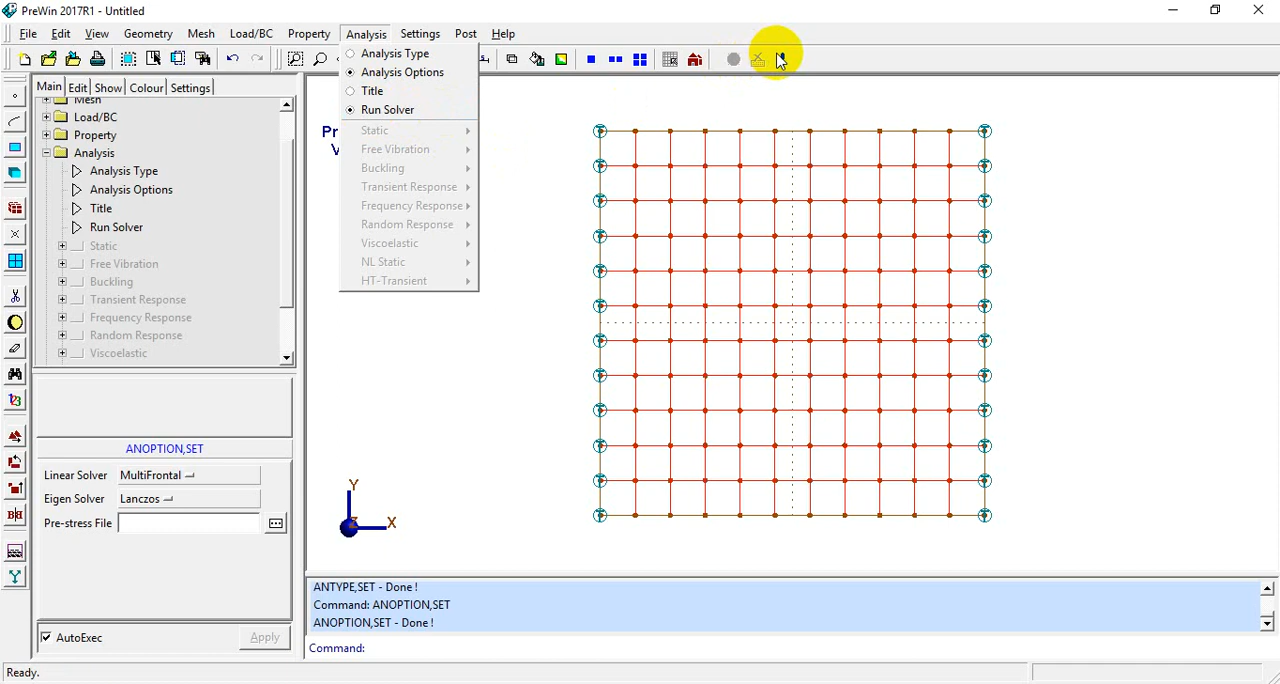 PreWin 2017R1 - Untitled
File Edit View Geometry Mesh Load/BC Property Analysis Settings Post Help
Analysis Type
Analysis Options
Title
Run Solver
Static
Free Vibration
Buckling
Transient Response
Frequency Response
Random Response
Viscoelastic
NL Static
HT-Transient
Main Edit Show Colour Settings
Mesh
Load/BC
Property
Analysis
Analysis Type
Analysis Options
Title
Run Solver
Static
Free Vibration
Buckling
Transient Response
Frequency Response
Random Response
Viscoelastic
Pr
V
ANOPTION,SET
Linear Solver MultiFrontal
Eigen Solver Lanczos
Pre-stress File
AutoExec Apply
Y
Z
X
ANTYPE,SET - Done !
Command: ANOPTION,SET
ANOPTION,SET - Done !
Command:
Ready.